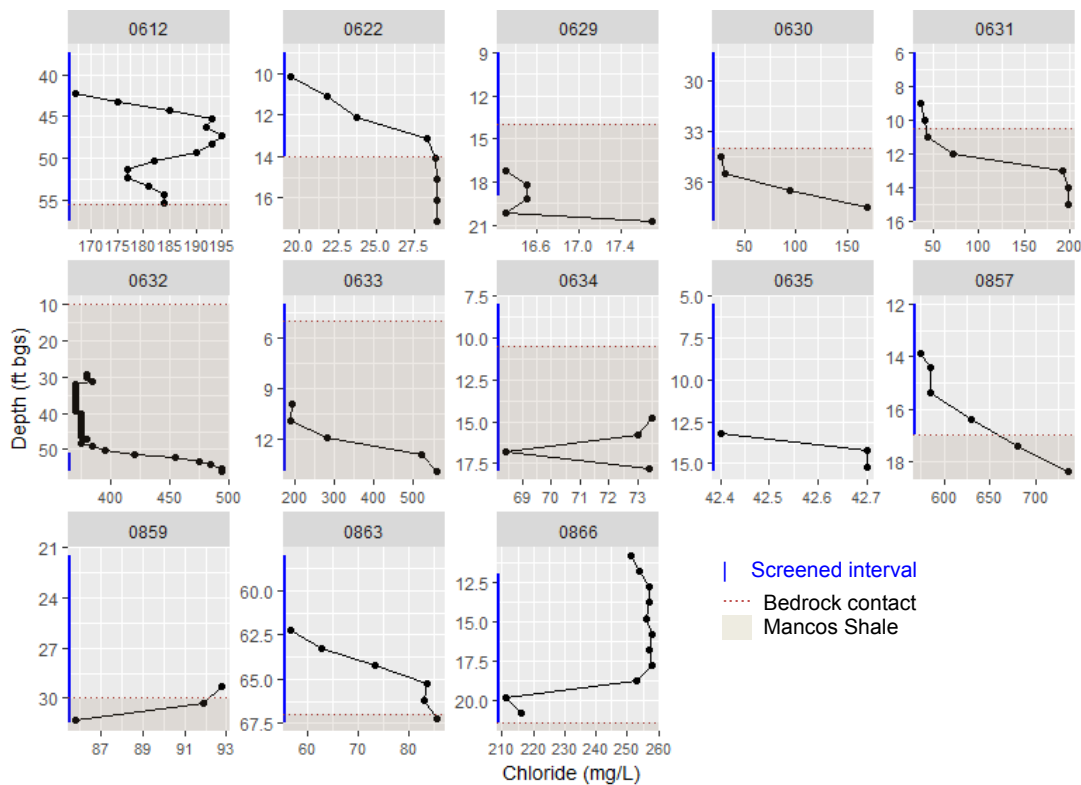 0612 0622 0629 0630 0631
40
45
50
55
170 175 180 185 190 195
10
12
14
16
20.0 22.5 25.0 27.5
9
12
15
18
21
16.6 17.0 17.4
30
33
36
50 100 150
6
8
10
12
14
16
50 100 150 200
0632 0633 0634 0635 0857
10
20
30
40
50
400 450 500
6
9
12
200 300 400 500
7.5
10.0
12.5
15.0
17.5
69 70 71 72 73
5.0
7.5
10.0
12.5
15.0
42.4 42.5 42.6 42.7
12
14
16
18
600 650 700
0859 0863 0866
21
24
27
30
87 89 91 93
60.0
62.5
65.0
67.5
60 70 80
12.5
15.0
17.5
20.0
210 220 230 240 250 260
Depth (ft bgs)
Chloride (mg/L)
Screened interval
Bedrock contact
Mancos Shale